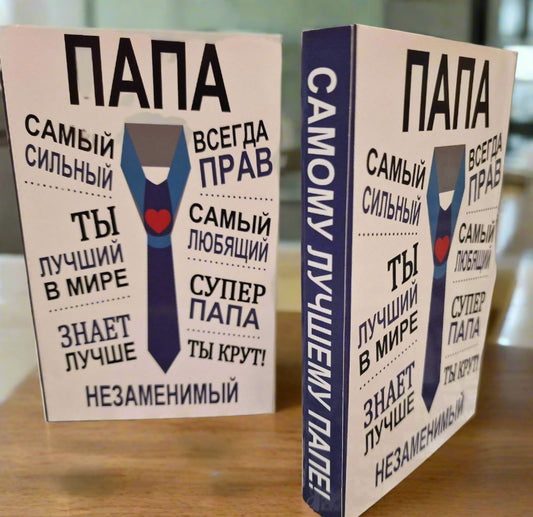 ПАПА
САМЫЙ
СИЛЬНЫЙ
ВСЕГДА
ПРАВ
ТЫ
ЛУЧШИЙ
В МИРЕ
САМЫЙ
ЛЮБЯЩИЙ
СУПЕР
ПАПА
ЗНАЕТ
ЛУЧШЕ
ТЫ КРУТ!
НЕЗАМЕНИМЫЙ
САМОМУ ЛУЧШЕМУ ПАПЕ!
ПАПА
САМЫЙ
СИЛЬНЫЙ
ВСЕГДА
ПРАВ
ТЫ
ЛУЧШИЙ
В МИРЕ
САМЫЙ
ЛЮБЯЩИЙ
СУПЕР
ПАПА
ЗНАЕТ
ЛУЧШЕ
ТЫ КРУТ!
НЕЗАМЕНИМЫЙ